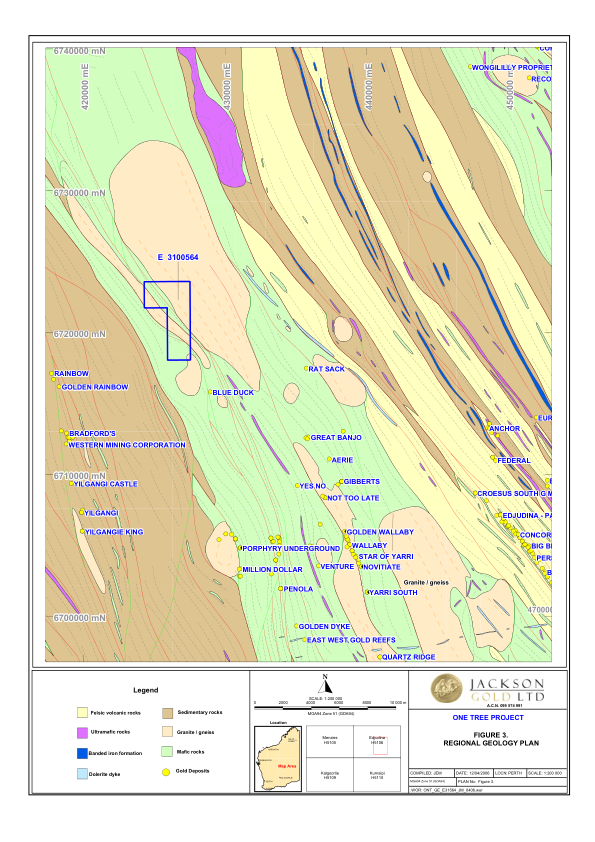 6740000 mN
420000 mE
430000 mE
440000 mE
450000 mE
WONGILILLY PROPRIET
RECO
6730000 mN
E 3100564
6720000 mN
RAINBOW
GOLDEN RAINBOW
RAT SACK
BLUE DUCK
EUR
ANCHOR
BRADFORD'S
WESTERN MINING CORPORATION
GREAT BANJO
AERIE
FEDERAL
6710000 mN
YILGANGI CASTLE
YES.NO.
GIBBERTS
NOT TOO LATE
CROESUS SOUTH G M
YILGANGI
EDJUDINA - PA
YILGANGIE KING
GOLDEN WALLABY
CONCOR
PORPHYRY UNDERGROUND
WALLABY
BIG B
STAR OF YARRI
PER
MILLION DOLLAR
VENTURE
NOVITIATE
B
Granite / gneiss
PENOLA
YARRI SOUTH
6700000 mN
47000
GOLDEN DYKE
EAST WEST GOLD REEFS
QUARTZ RIDGE
Legend
Felsic volcanic rocks
Sedimentary rocks
Ultramafic rocks
Granite / gneiss
Banded iron formation
Mafic rocks
Dolerite dyke
Gold Deposits
N
SCALE: 1:200 000
0 2000 4000 6000 8000 10 000 m
MGA94 Zone 51 (GDA94)
Location
Map Area
Menzies
SH5105
Edjudina
SH5106
Kalgoorlie
SH5109
Kurnalpi
SH5110
JACKSON
GOLD LTD
ONE TREE PROJECT
FIGURE 3.
REGIONAL GEOLOGY PLAN
COMPILED: JDW
DATE: 12/04/2006
LOCN: PERTH
SCALE: 1:200 000
MGA94 Zone 51 (GDA94)
PLAN No: Figure 3